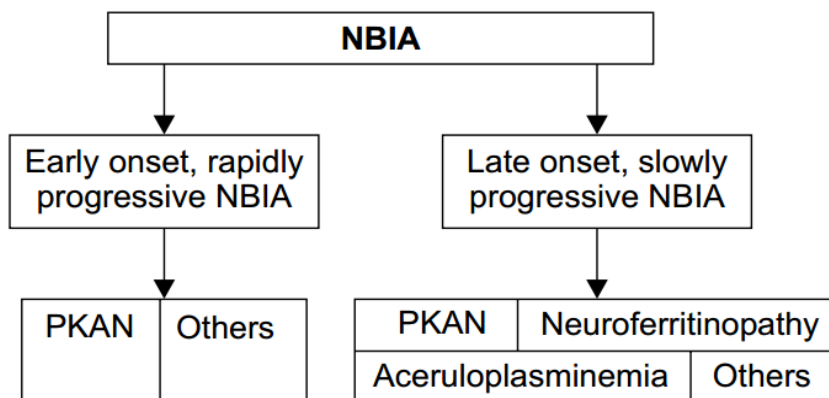 NBIA
Early onset, rapidly
progressive NBIA
Late onset, slowly
progressive NBIA
PKAN
Others
PKAN
Neuroferritinopathy
Aceruloplasminemia
Others